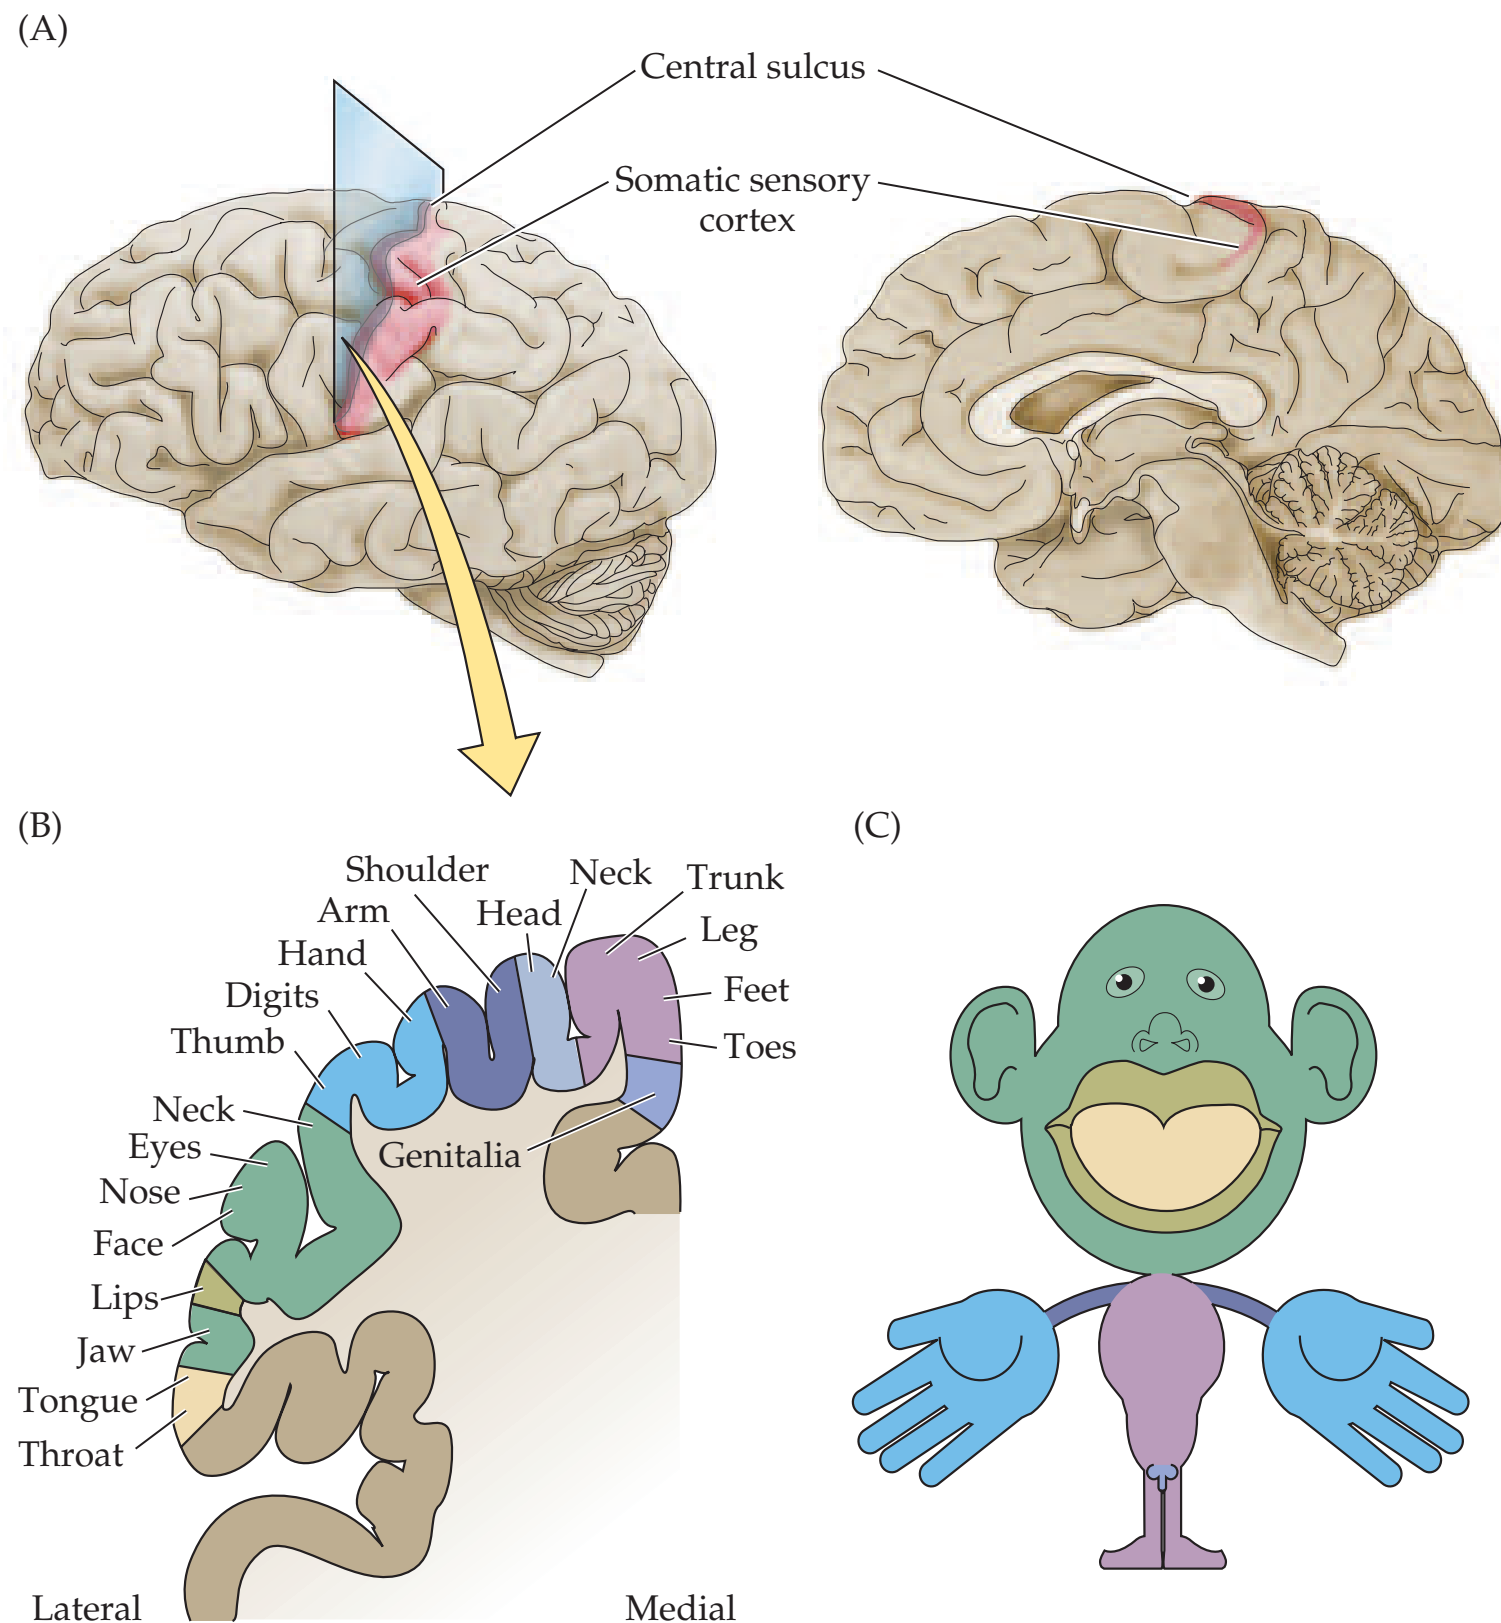 (A)
Central sulcus
Somatic sensory
cortex
(B)
(C)
Shoulder
Neck
Trunk
Arm
Head
Leg
Hand
Feet
Digits
Toes
Thumb
Neck
Eyes
Genitalia
Nose
Face
Lips
Jaw
Tongue
Throat
Lateral
Medial